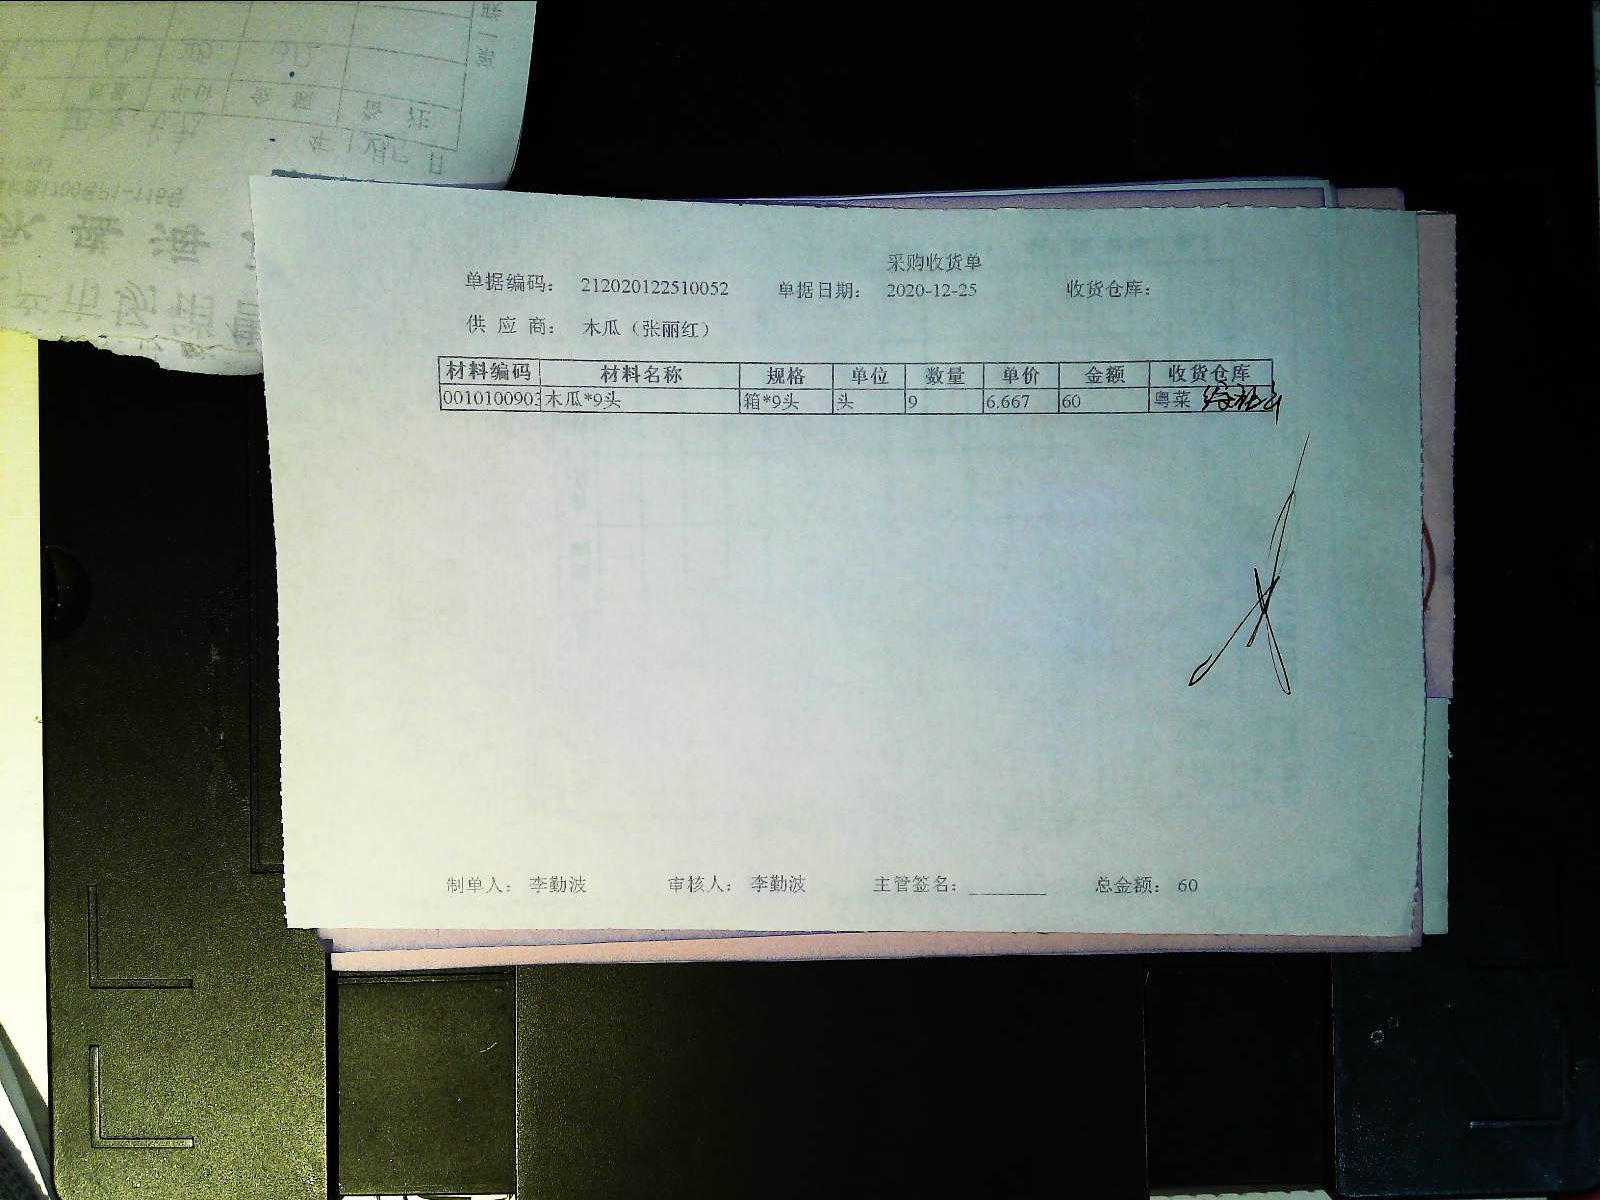 采购收货单
单据编码： 212020122510052 单据日期： 2020-12-25 收货仓库：
供 应 商： 木瓜（张丽红）
材料编码 材料名称 规格 单位 数量 单价 金额 收货仓库
0010100903 木瓜*9头 箱*9头 头 9 6.667 60 粤菜
制单人： 李勤波 审核人： 李勤波 主管签名： 总金额： 60